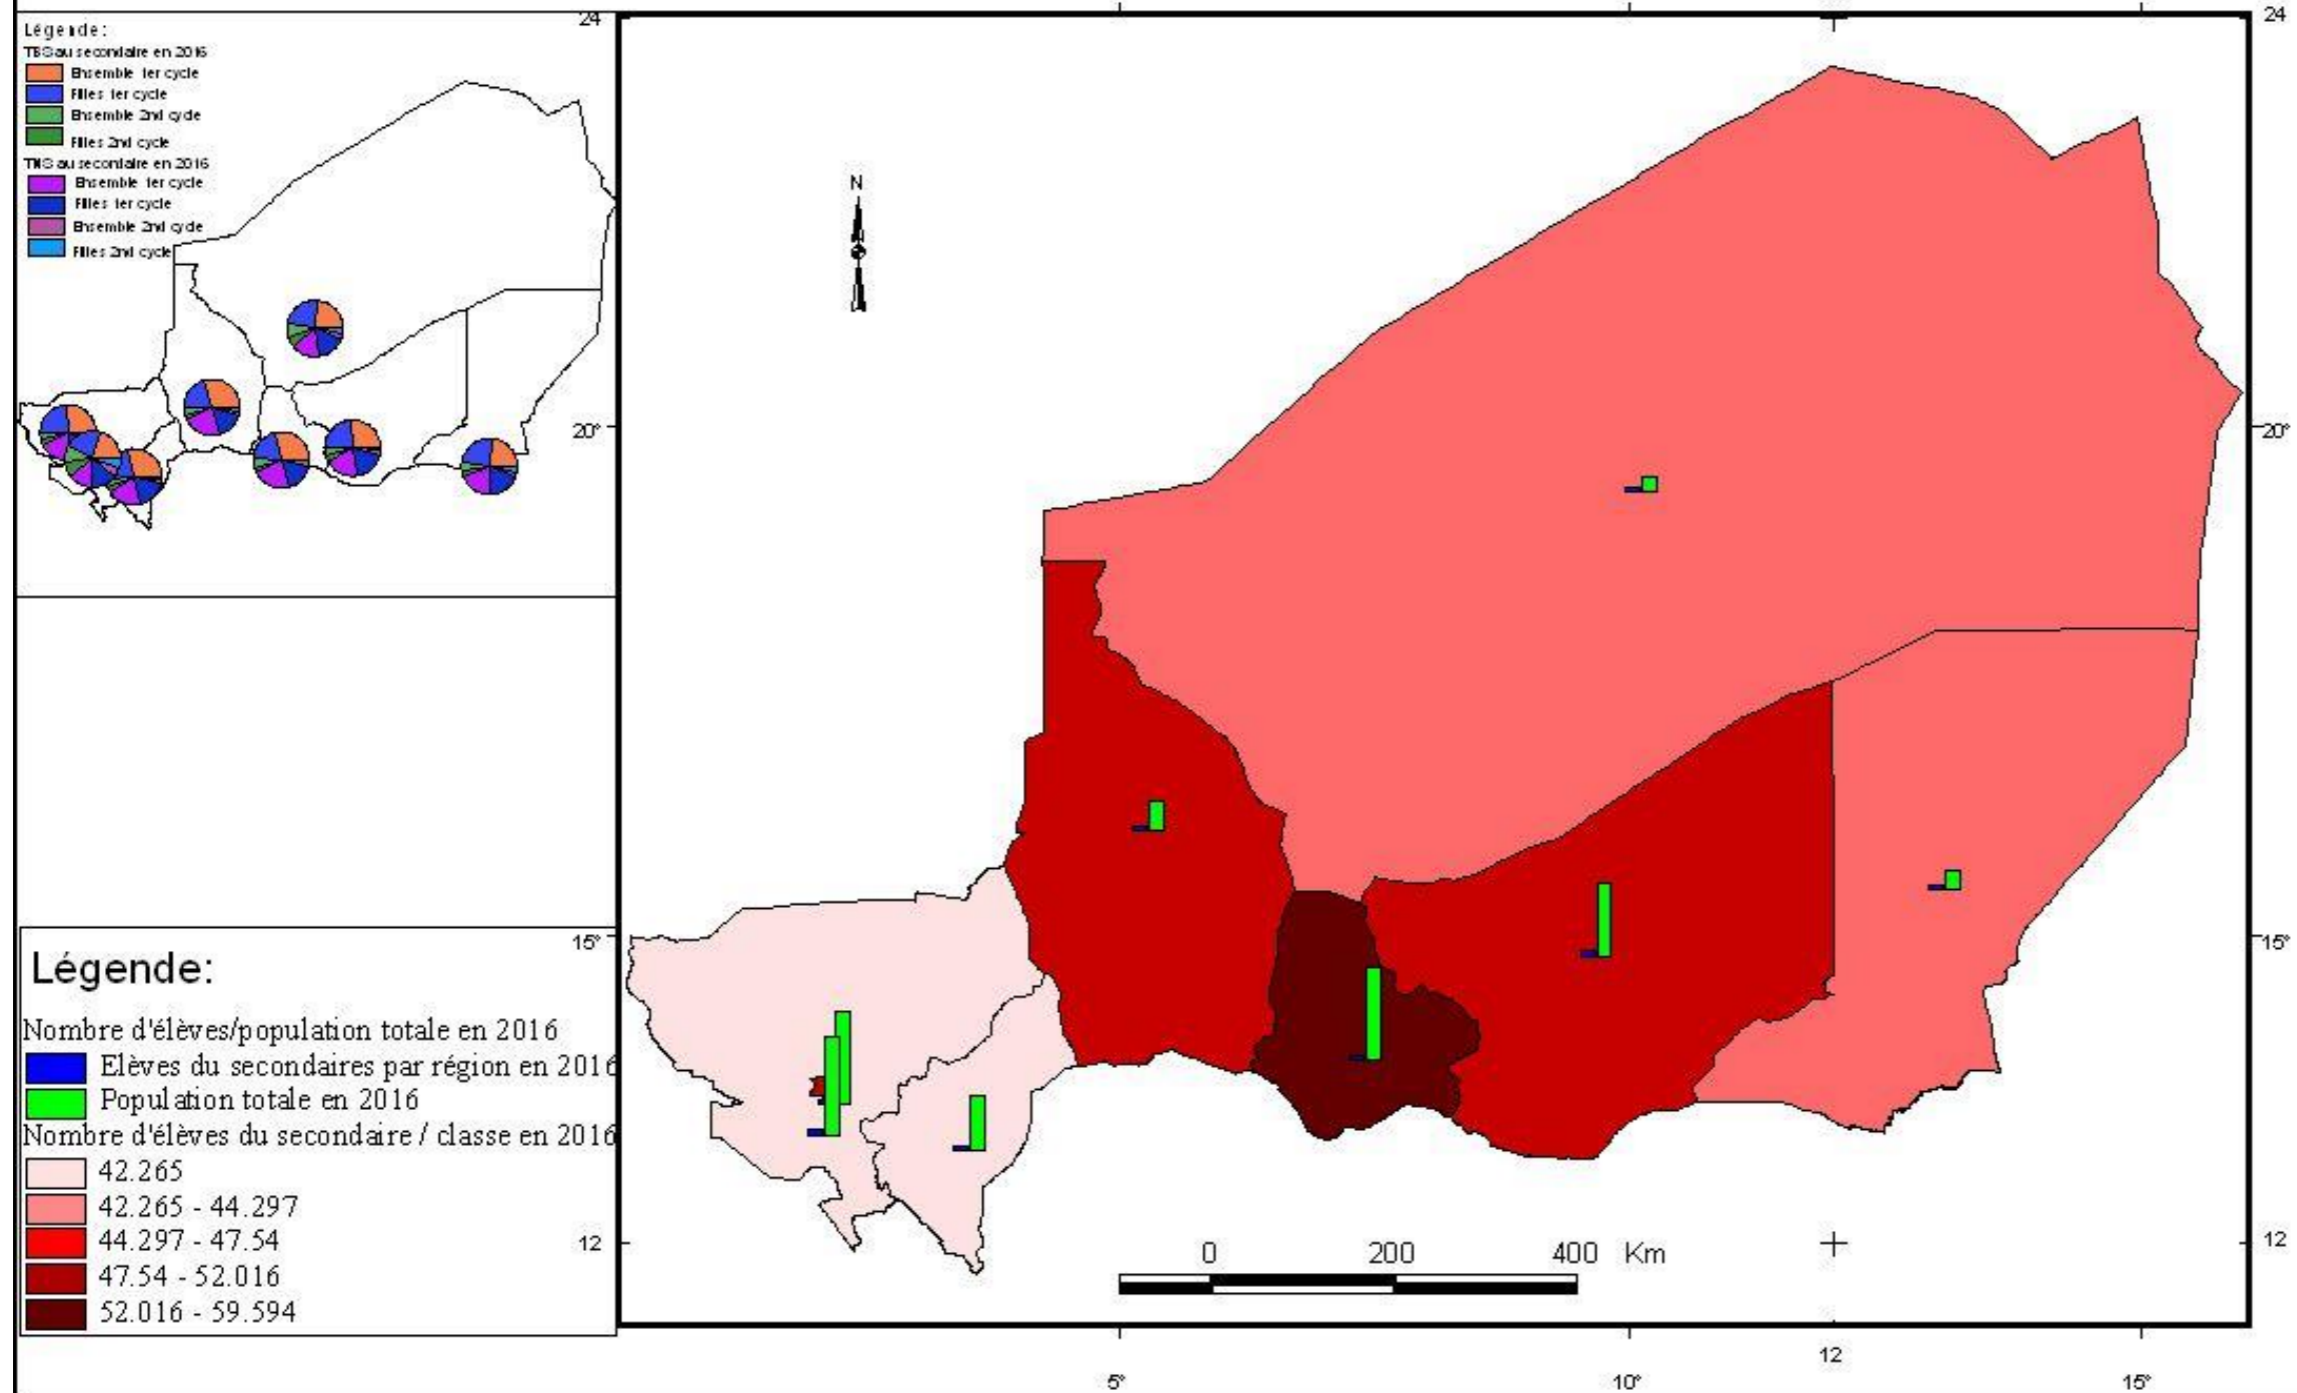 Légende:
TBS au secondaire en 2016
Ensemble 1er cycle
Filles 1er cycle
Ensemble 2nd cycle
Filles 2nd cycle
TNS au secondaire en 2016
Ensemble 1er cycle
Filles 1er cycle
Ensemble 2nd cycle
Filles 2nd cycle
24
24
N
20°
20°
15°
15°
Légende:
Nombre d'élèves/population totale en 2016
Elèves du secondaires par région en 2016
Population totale en 2016
Nombre d'élèves du secondaire / classe en 2016
42.265
42.265 - 44.297
44.297 - 47.54
47.54 - 52.016
52.016 - 59.594
12
12
0 200 400 Km
5°
10°
12
15°